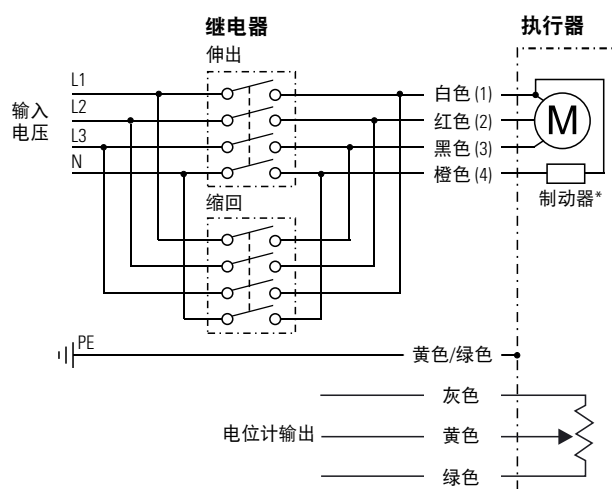 继电器
执行器
伸出
输入
电压
L1
L2
L3
N
白色 (1)
红色 (2)
黑色 (3)
橙色 (4)
M
制动器*
缩回
PE
黄色/绿色
灰色
电位计输出
黄色
绿色